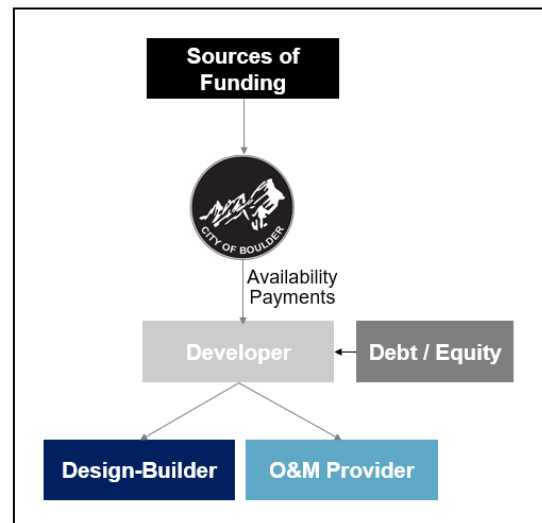 Sources of
Funding
CITY OF BOULDER
Availability
Payments
Developer
Debt / Equity
Design-Builder
O&M Provider